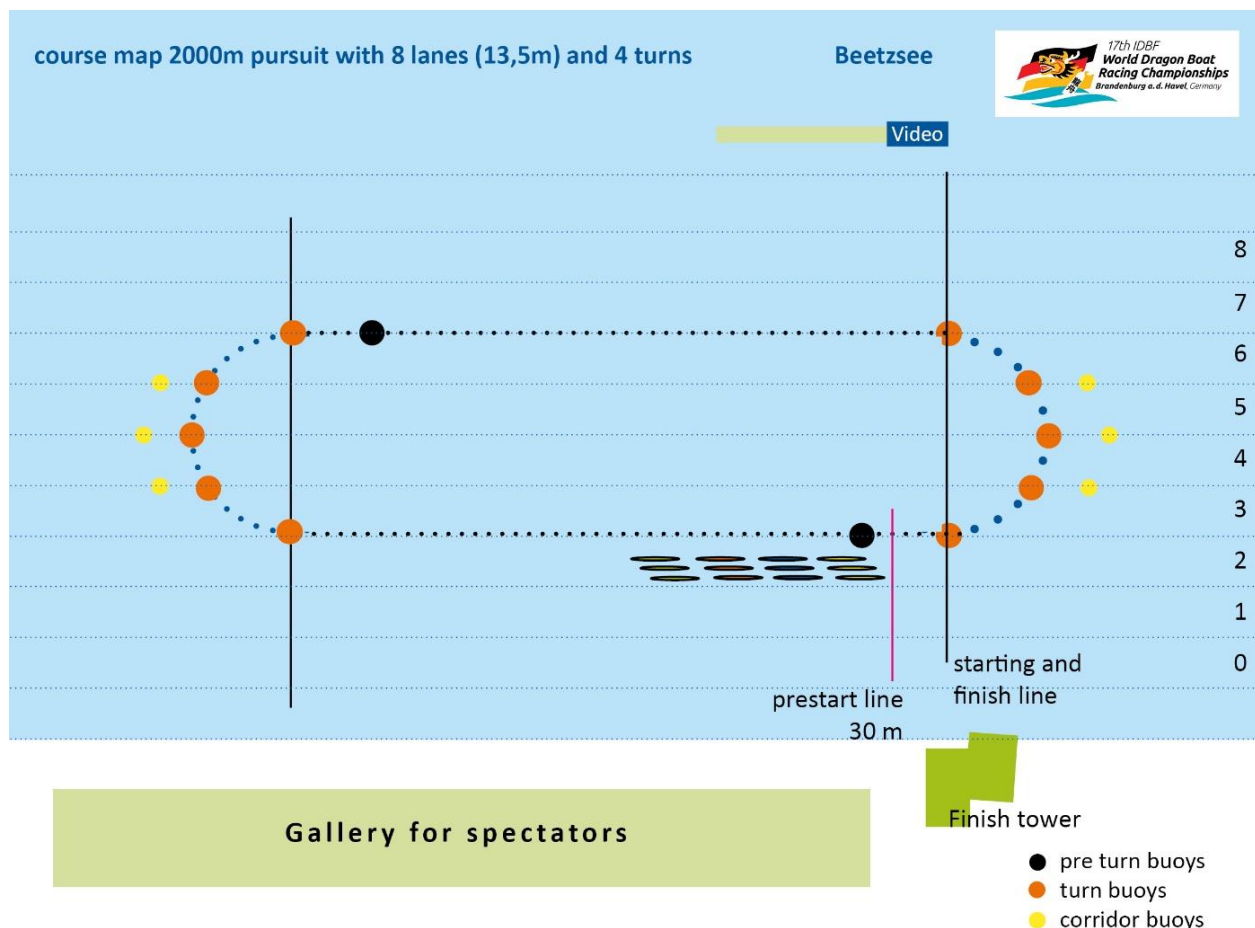 course map 2000m pursuit with 8 lanes (13,5m) and 4 turns
Beetzsee
17th IDBF
World Dragon Boat
Racing Championships
Brandenburg a.d. Havel, Germany
Video
8
7
6
5
4
3
2
1
0
starting and
finish line
prestart line
30 m
Gallery for spectators
Finish tower
pre turn buoys
turn buoys
corridor buoys